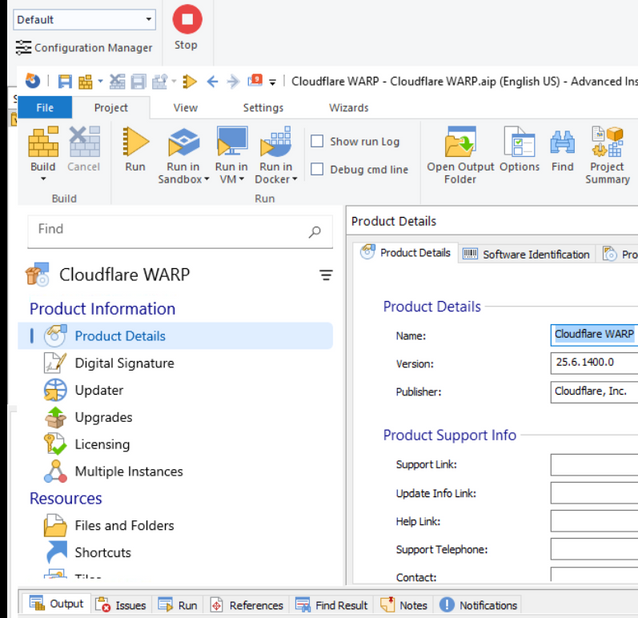 Default
Configuration Manager
Stop
9
Cloudflare WARP - Cloudflare WARP.aip (English US) - Advanced Ins
File Project View Settings Wizards
Show run Log
Debug cmd line
Build Cancel Run Run in Sandbox Run in VM Run in Docker Open Output Folder Options Find Project Summary
Build Run
Find
Product Details
Product Details Software Identification Pro
Cloudflare WARP
Product Information
Product Details
Digital Signature
Updater
Upgrades
Licensing
Multiple Instances
Resources
Files and Folders
Shortcuts
Product Details
Name: Cloudflare WARP
Version: 25.6.1400.0
Publisher: Cloudflare, Inc.
Product Support Info
Support Link:
Update Info Link:
Help Link:
Support Telephone:
Contact:
Output Issues Run References Find Result Notes Notifications